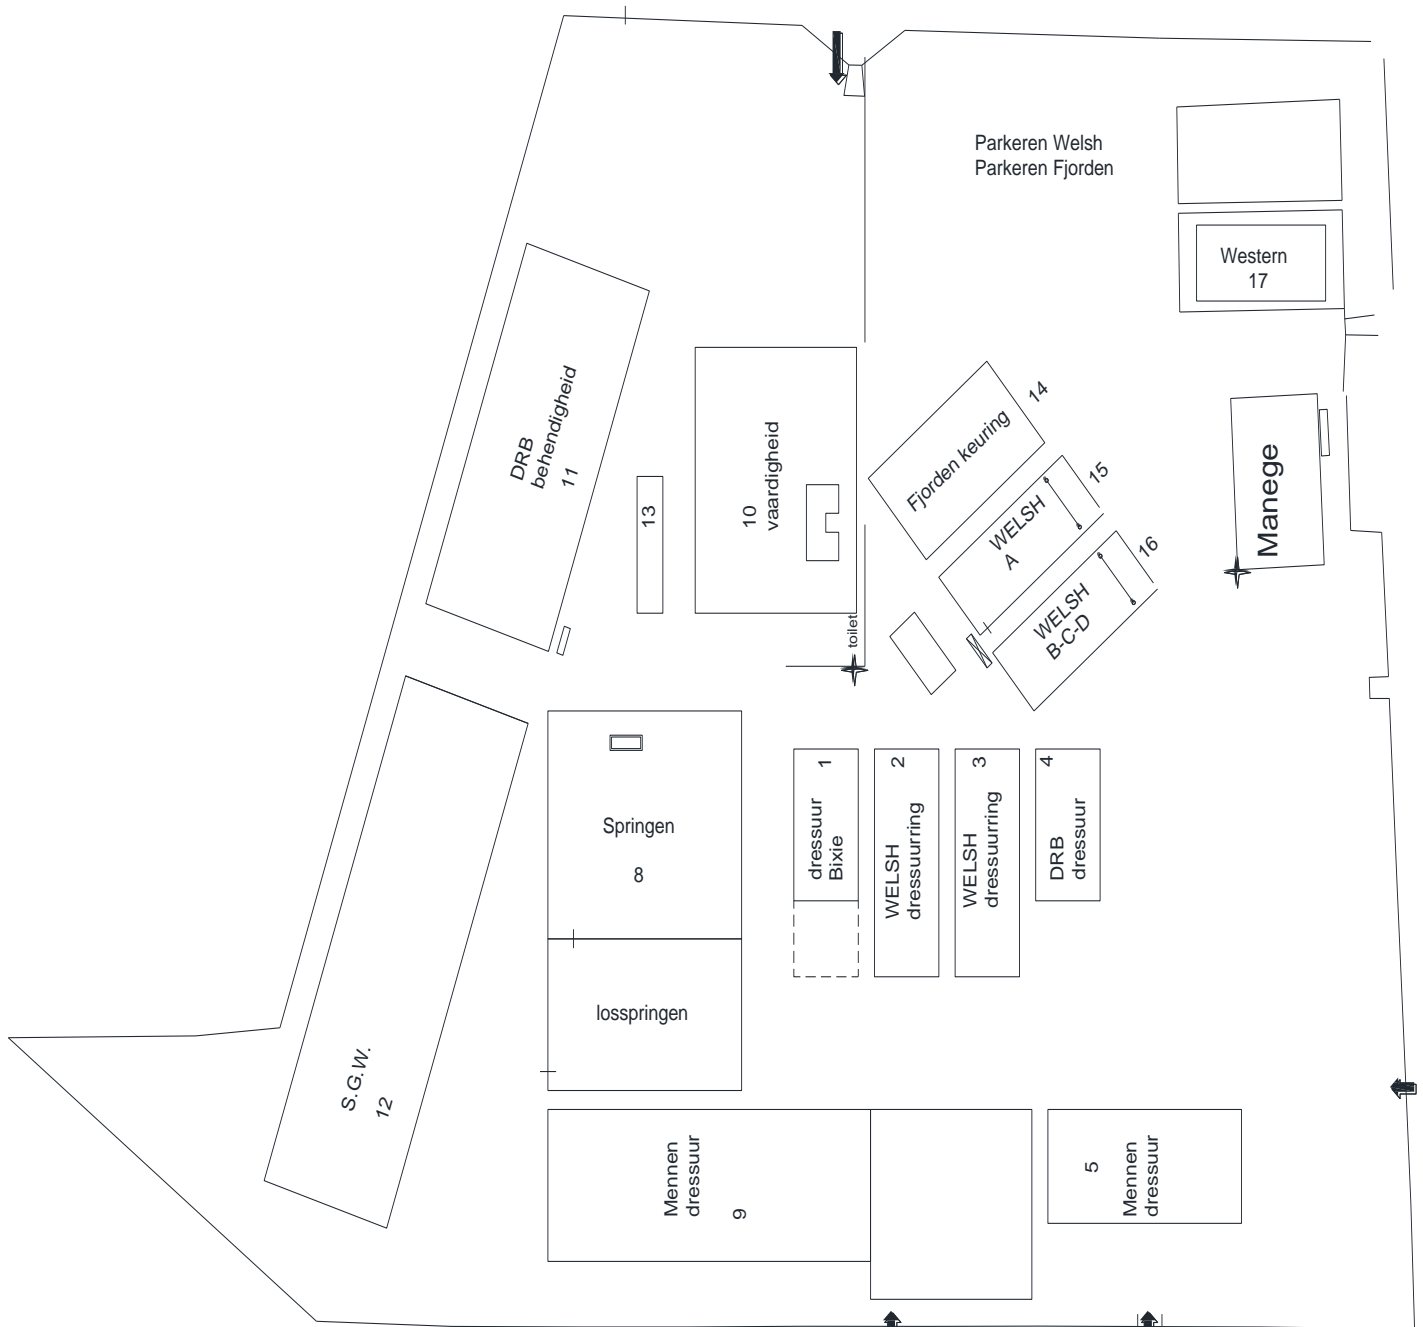 Parkeren Welsh
Parkeren Fjorden
Western
17
DRB
behendigheid
11
13
10
vaardigheid
Fjorden keuring
14
WELSH
A
15
WELSH
B-C-D
16
Manege
toilet
Springen
8
losspringen
dressuur
Bixie
1
WELSH
dressuurring
2
WELSH
dressuurring
3
DRB
dressuur
4
S.G.W.
12
Mennen
dressuur
9
5
Mennen
dressuur